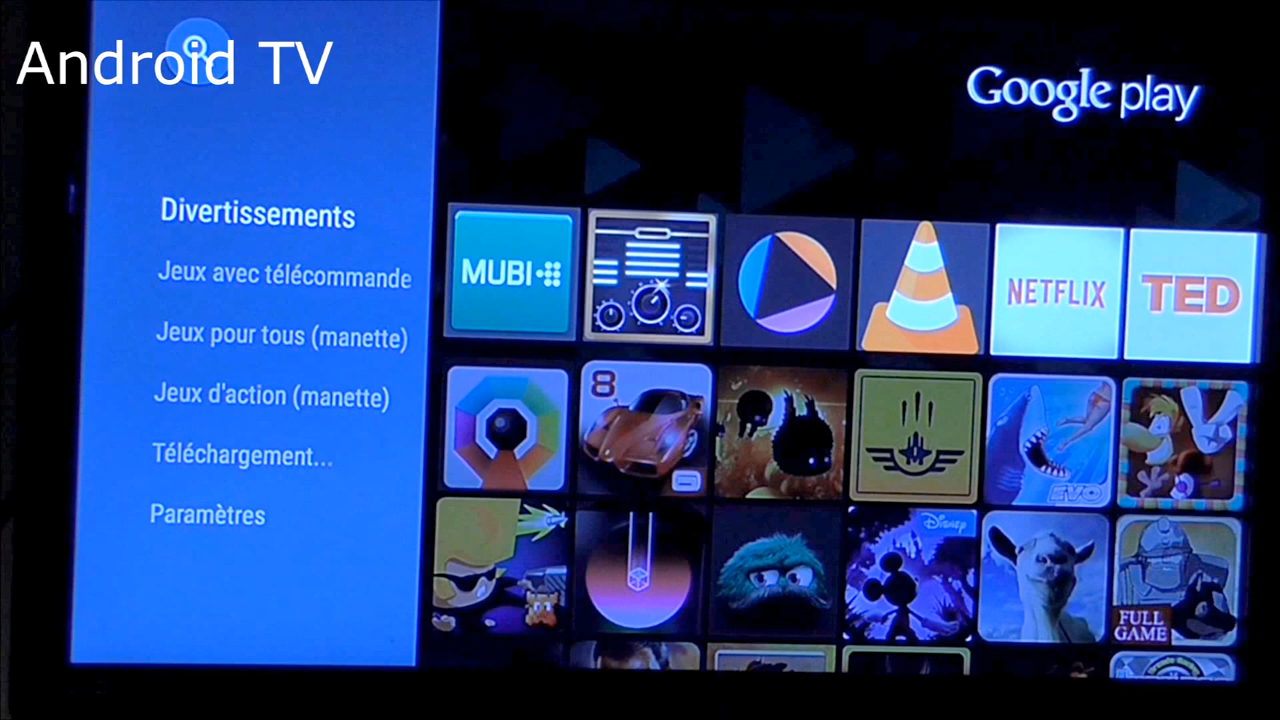 Android TV
Google play
Divertissements
Jeux avec télécommande
Jeux pour tous (manette)
Jeux d'action (manette)
Téléchargement...
Paramètres
MUBI
NETFLIX
TED
8
EVO
Disney
FULL
GAME